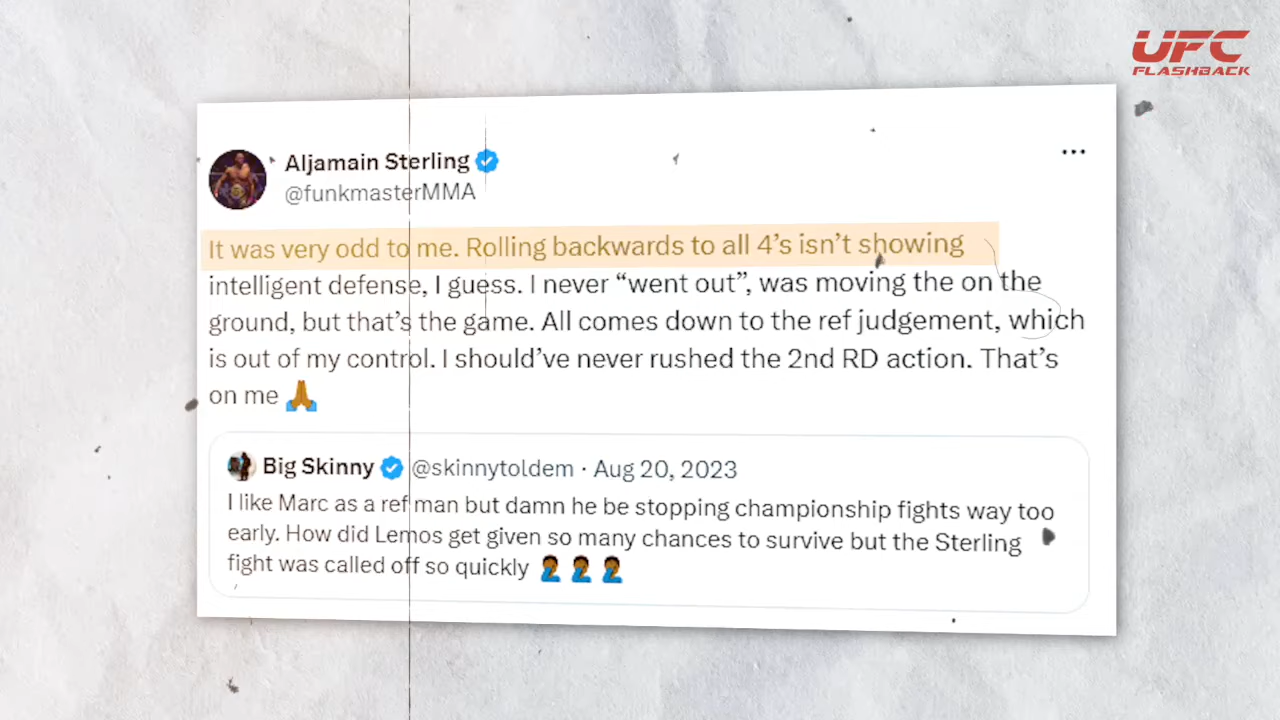 UFC
FLASHBACK
Aljamain Sterling
@funkmasterMMA
It was very odd to me. Rolling backwards to all 4’s isn’t showing
intelligent defense, I guess. I never “went out”, was moving the on the
ground, but that’s the game. All comes down to the ref judgement, which
is out of my control. I should’ve never rushed the 2nd RD action. That’s
on me 🙏🏾
Big Skinny @skinnytoldem · Aug 20, 2023
I like Marc as a ref man but damn he be stopping championship fights way too
early. How did Lemos get given so many chances to survive but the Sterling
fight was called off so quickly 🤦🏾‍♂️🤦🏾‍♂️🤦🏾‍♂️